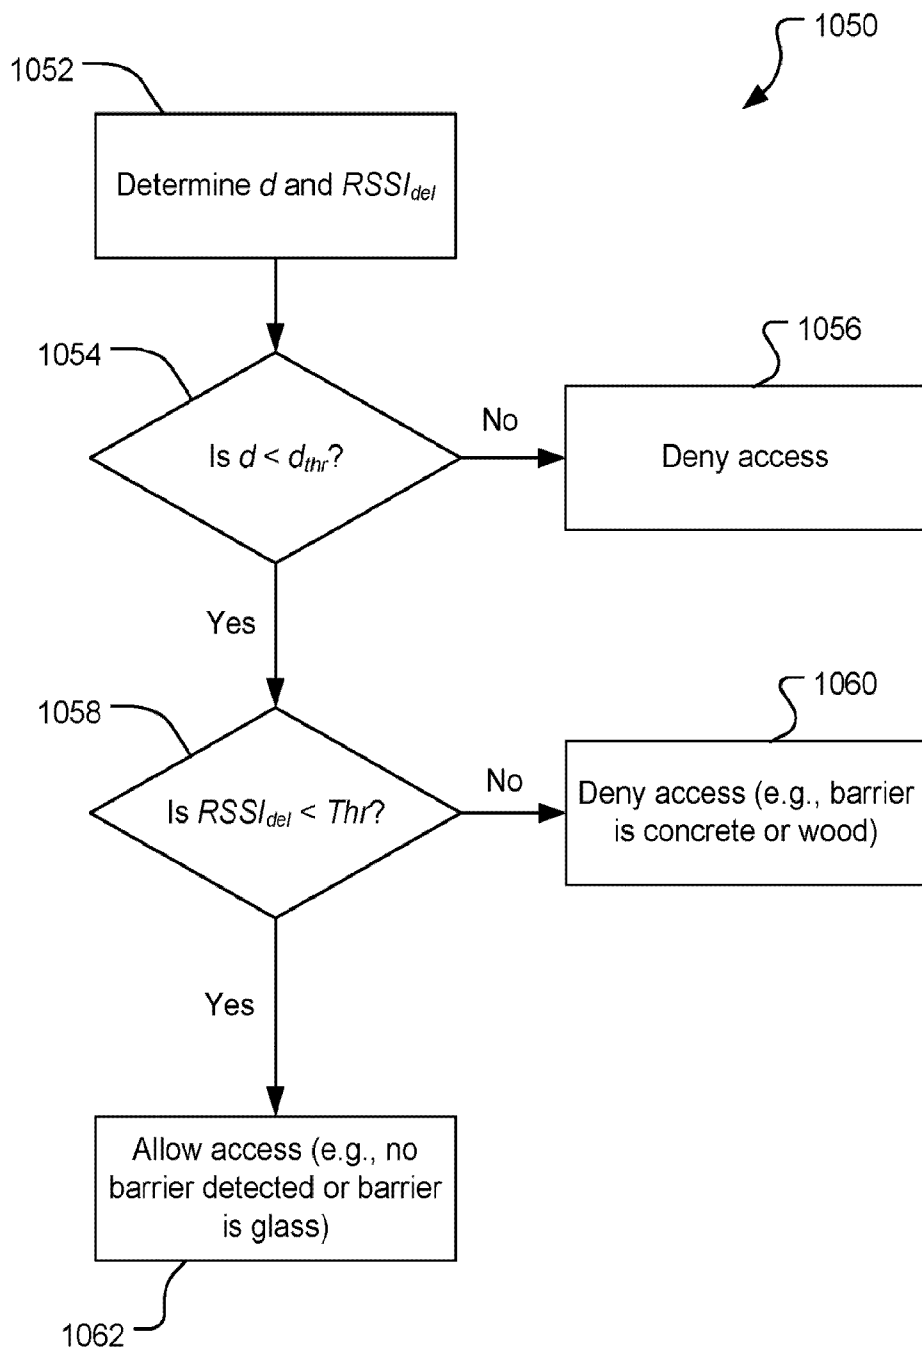 1050
1052
Determine d and RSSIdel
1054
Is d < dthr?
No
1056
Deny access
Yes
1058
Is RSSIdel < Thr?
No
1060
Deny access (e.g., barrier
is concrete or wood)
Yes
Allow access (e.g., no
barrier detected or barrier
is glass)
1062